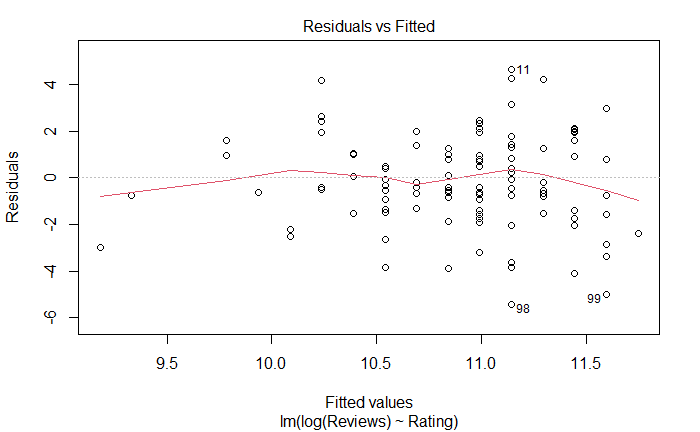 Residuals vs Fitted
Residuals
4
2
0
-2
-4
-6
11
98
99
9.5 10.0 10.5 11.0 11.5
Fitted values
lm(log(Reviews) ~ Rating)